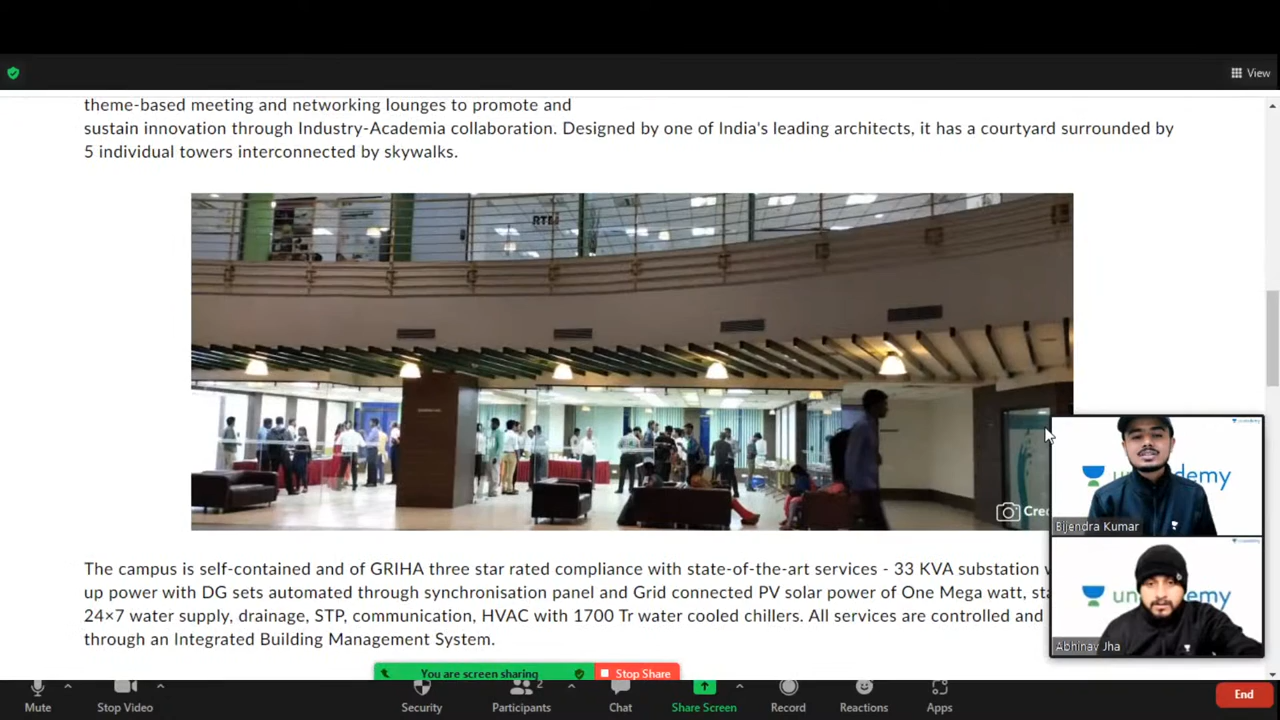 View
theme-based meeting and networking lounges to promote and
sustain innovation through Industry-Academia collaboration. Designed by one of India's leading architects, it has a courtyard surrounded by
5 individual towers interconnected by skywalks.
The campus is self-contained and of GRIHA three star rated compliance with state-of-the-art services - 33 KVA substation
up power with DG sets automated through synchronisation panel and Grid connected PV solar power of One Mega watt,
24×7 water supply, drainage, STP, communication, HVAC with 1700 Tr water cooled chillers. All services are controlled and
through an Integrated Building Management System.
Bijendra Kumar
Abhinav Jha
You are screen sharing
Stop Share
Mute
Stop Video
Security
Participants
2
Chat
Share Screen
Record
Reactions
Apps
End